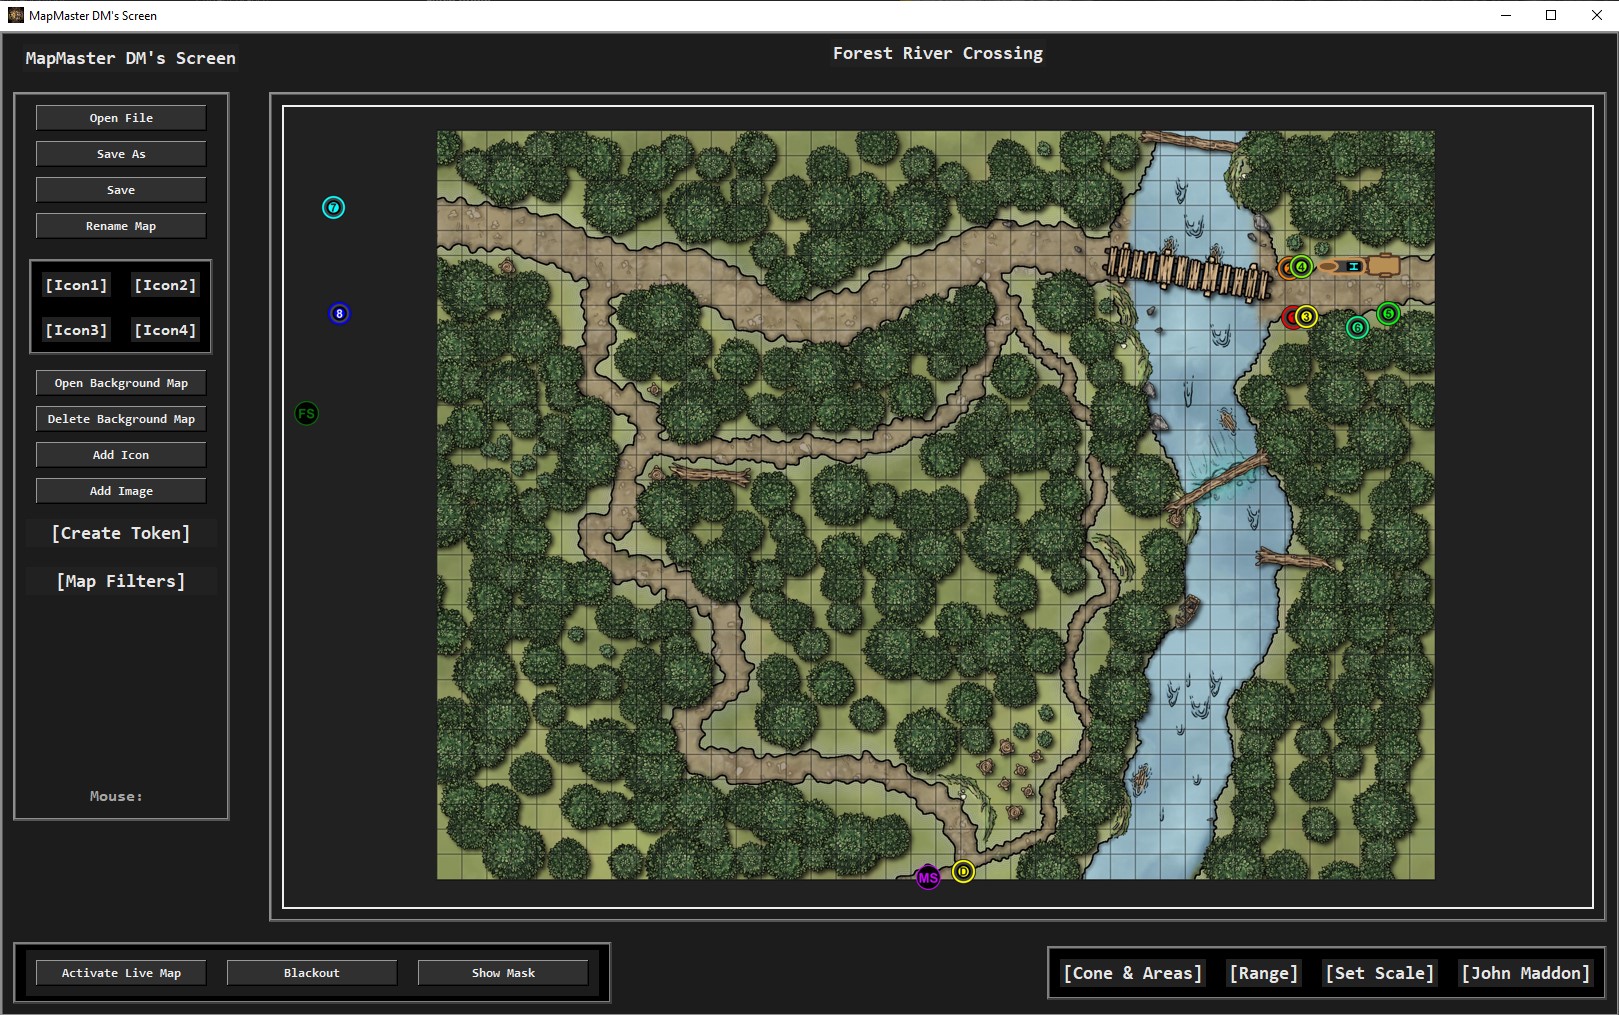 MapMaster DM's Screen
MapMaster DM's Screen
Forest River Crossing
Open File
Save As
Save
Rename Map
[Icon1] [Icon2]
[Icon3] [Icon4]
Open Background Map
Delete Background Map
Add Icon
Add Image
[Create Token]
[Map Filters]
Mouse:
7
8
FS
4
H
3
6
5
MS
D
Activate Live Map
Blackout
Show Mask
[Cone & Areas]
[Range]
[Set Scale]
[John Maddon]